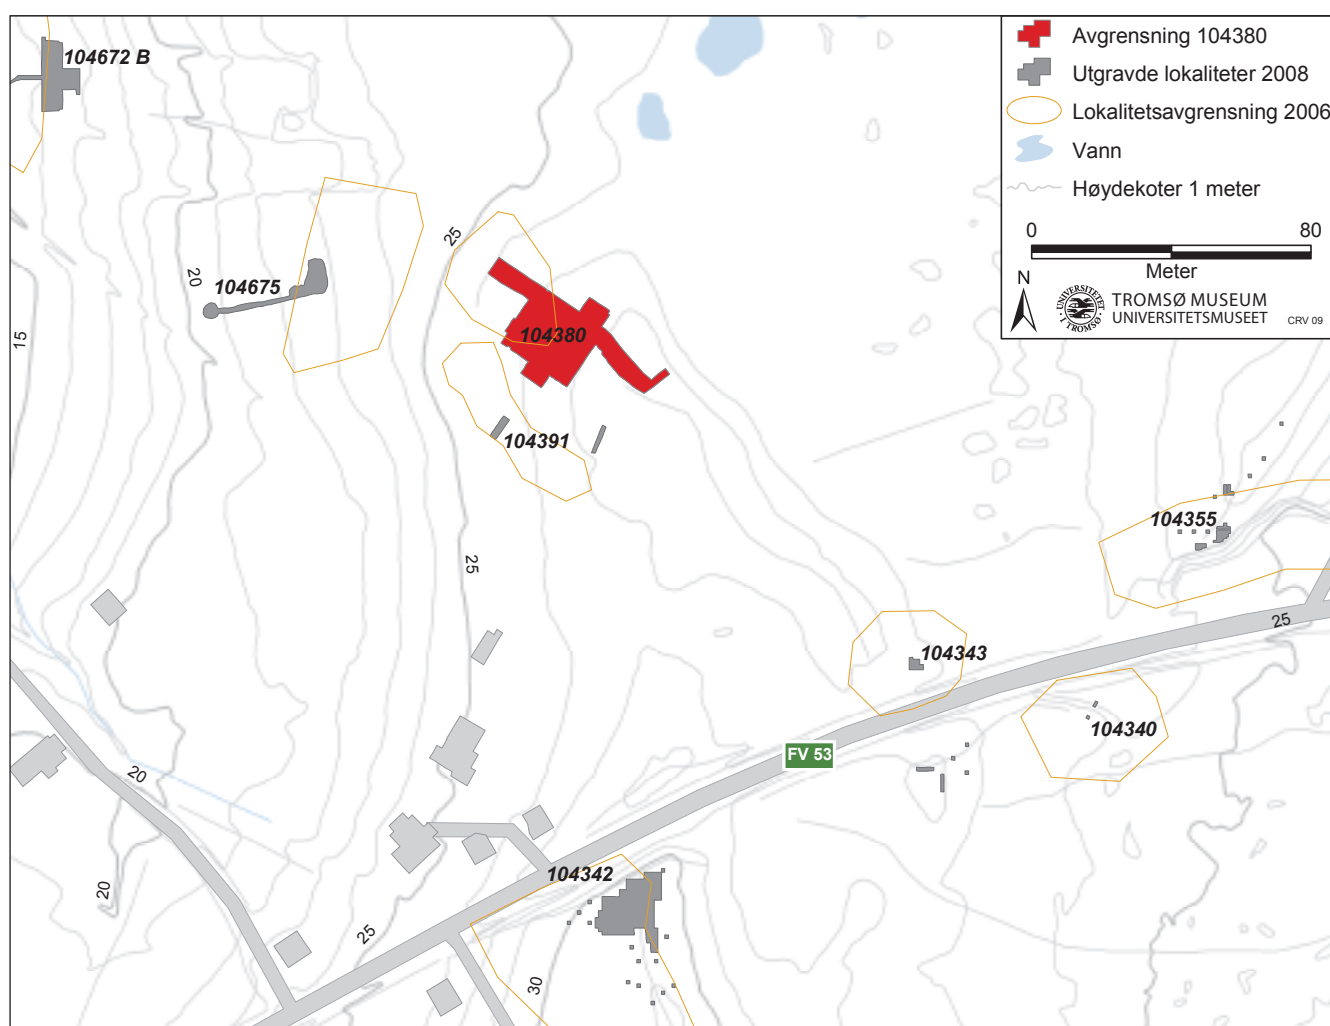 104672 B
Avgrensning 104380
Utgravde lokaliteter 2008
Lokalitetsavgrensning 2006
Vann
Høydekoter 1 meter
0 80
Meter
N
UNIVERSITETET I TROMSØ
TROMSØ MUSEUM
UNIVERSITETSMUSEET
CRV 09
25
20
104675
15
104380
104391
104355
25
25
104343
104340
FV 53
20
104342
20
25
30